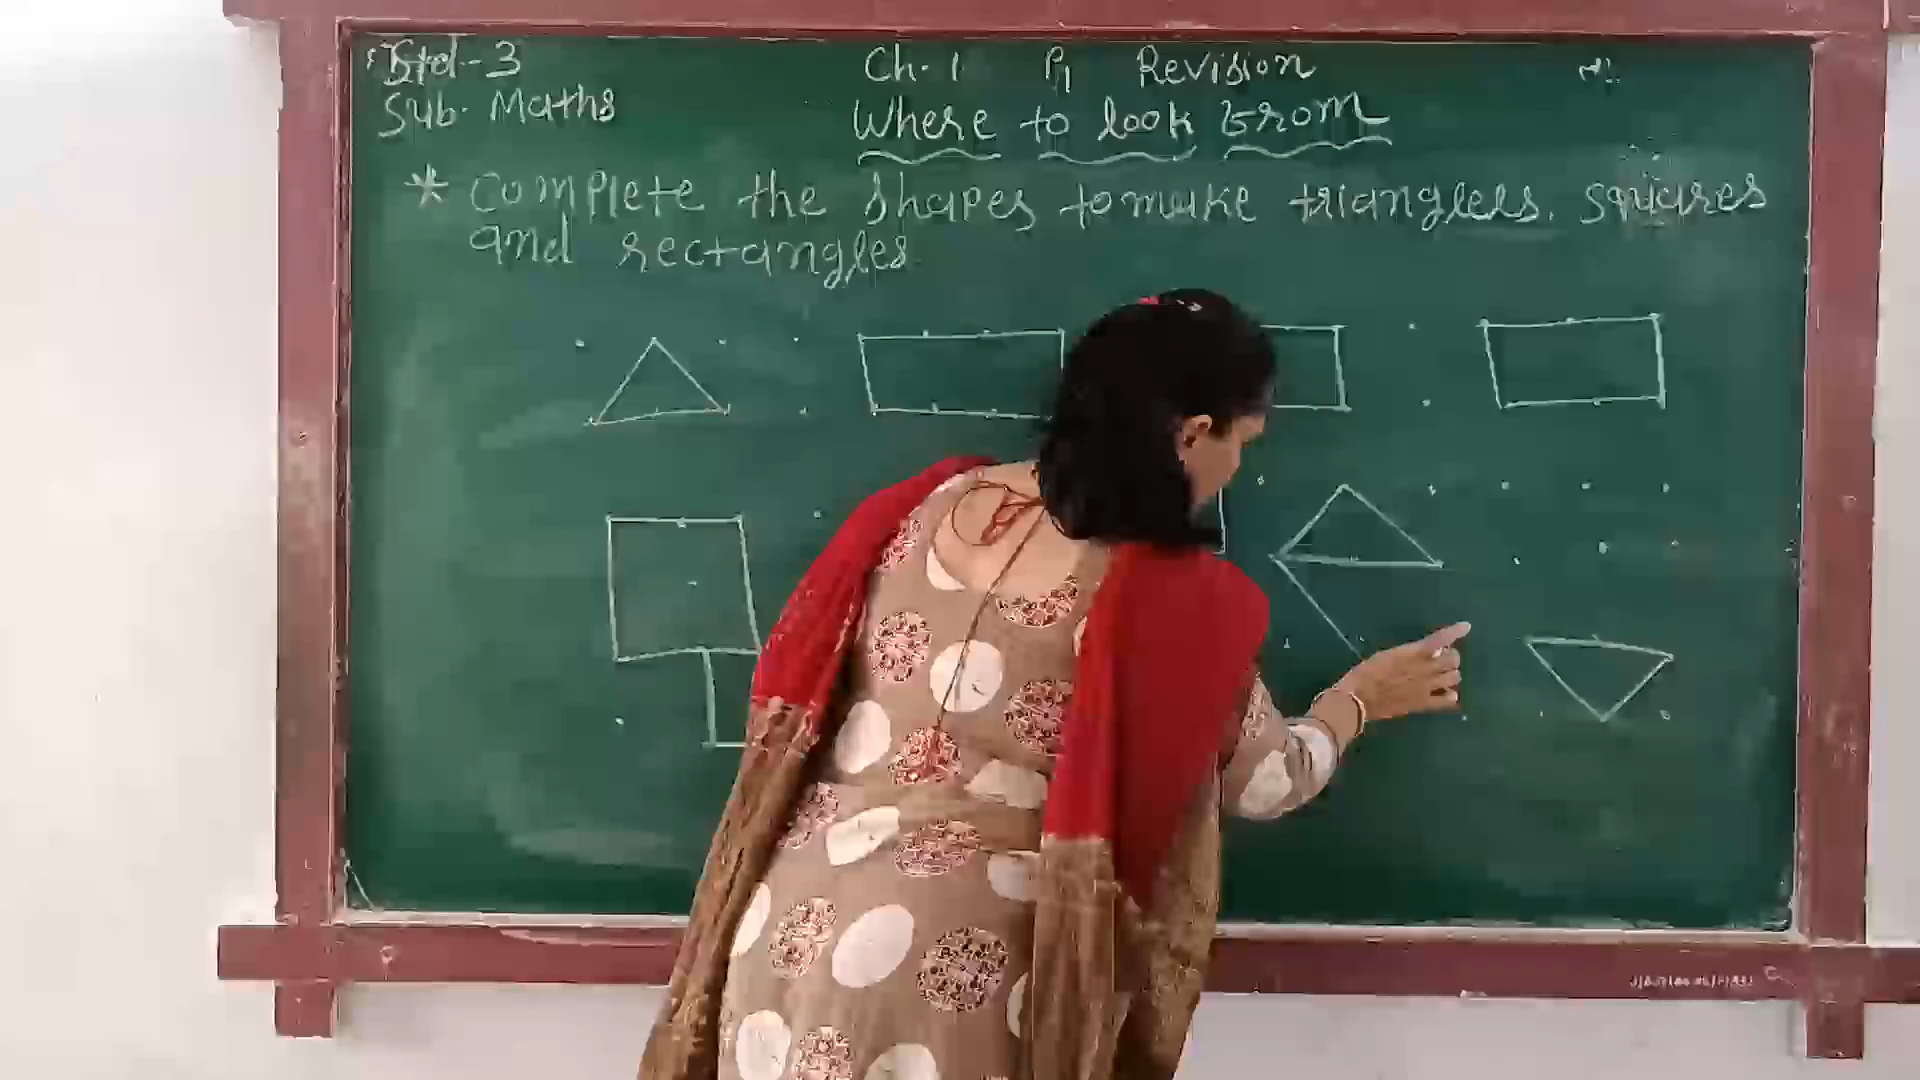 Std-3
Ch-1 P1 Revision
Sub- Maths
Where to look From
* Complete the shapes to make trianglels, squares
and rectangles